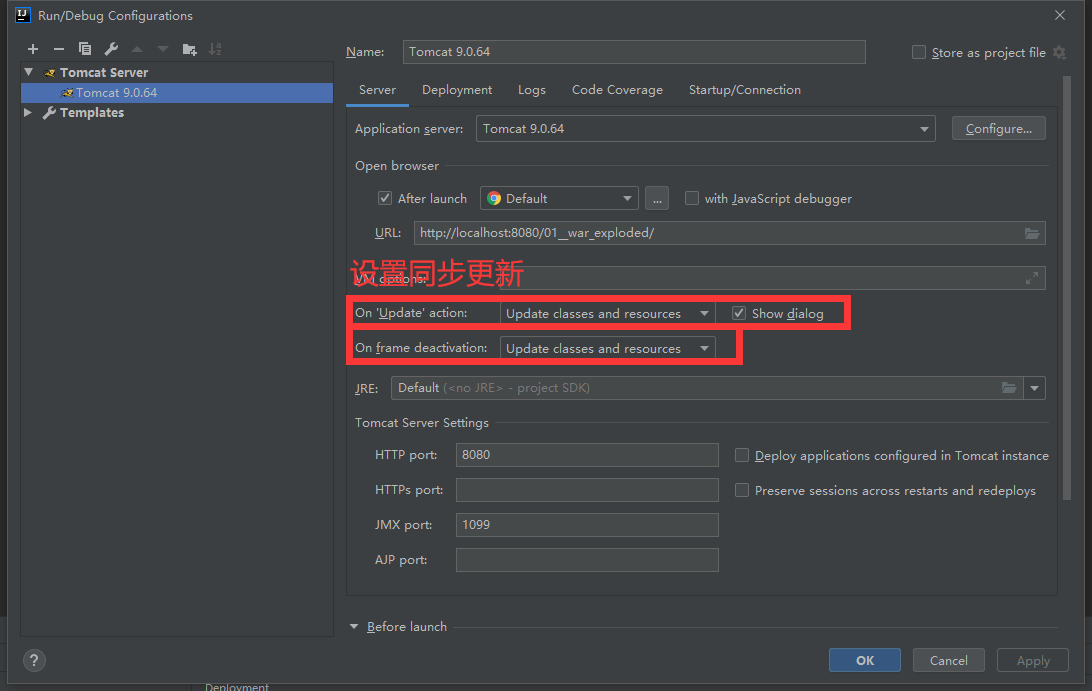 Run/Debug Configurations
Name: Tomcat 9.0.64 Store as project file
Tomcat Server
Tomcat 9.0.64
Templates
Server Deployment Logs Code Coverage Startup/Connection
Application server: Tomcat 9.0.64 Configure...
Open browser
After launch Default ... with JavaScript debugger
URL: http://localhost:8080/01__war_exploded/
设置同步更新
VM options:
On 'Update' action: Update classes and resources Show dialog
On frame deactivation: Update classes and resources
JRE: Default (<no JRE> - project SDK)
Tomcat Server Settings
HTTP port: 8080 Deploy applications configured in Tomcat instance
HTTPs port: Preserve sessions across restarts and redeploys
JMX port: 1099
AJP port:
Before launch
? OK Cancel Apply
Deployment